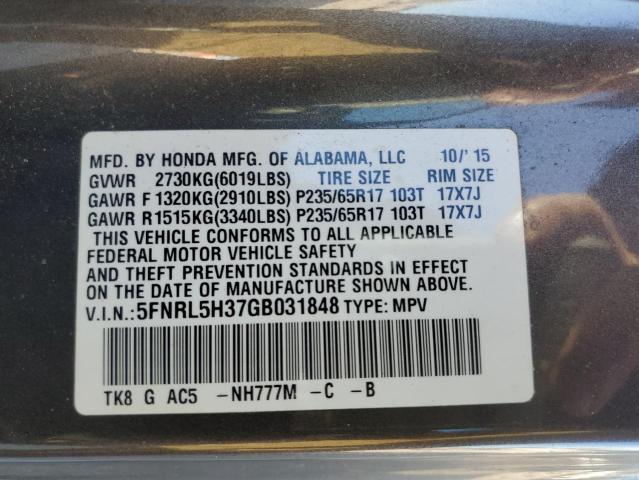 MFD. BY HONDA MFG. OF ALABAMA, LLC 10/'15
GVWR 2730KG(6019LBS) TIRE SIZE RIM SIZE
GAWR F 1320KG(2910LBS) P235/65R17 103T 17X7J
GAWR R1515KG(3340LBS) P235/65R17 103T 17X7J
THIS VEHICLE CONFORMS TO ALL APPLICABLE
FEDERAL MOTOR VEHICLE SAFETY
AND THEFT PREVENTION STANDARDS IN EFFECT
ON THE DATE OF MANUFACTURE SHOWN ABOVE.
V.I.N.:5FNRL5H37GB031848 TYPE: MPV
TK8 G AC5 -NH777M -C -B